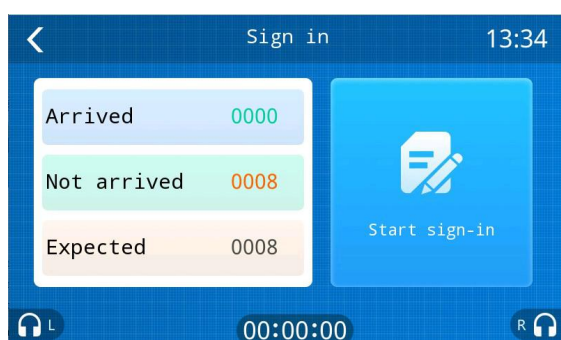 Sign in 13:34
Arrived 0000
Not arrived 0008
Expected 0008
Start sign-in
L 00:00:00 R